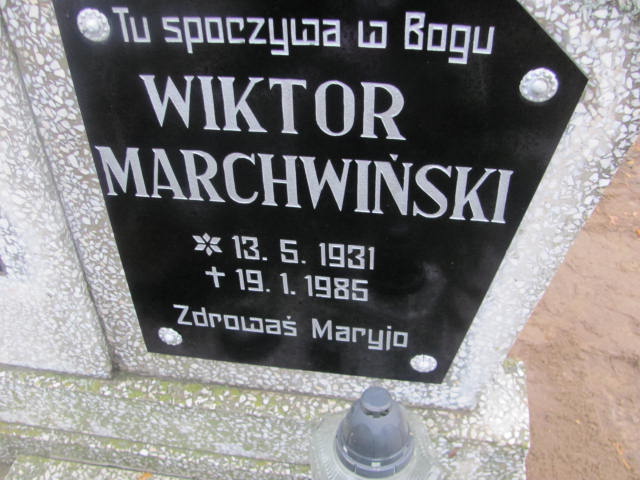 Tu spoczywa w Bogu
WIKTOR
MARCHWIŃSKI
* 13. 5. 1931
† 19. 1. 1985
Zdrowaś Maryjo